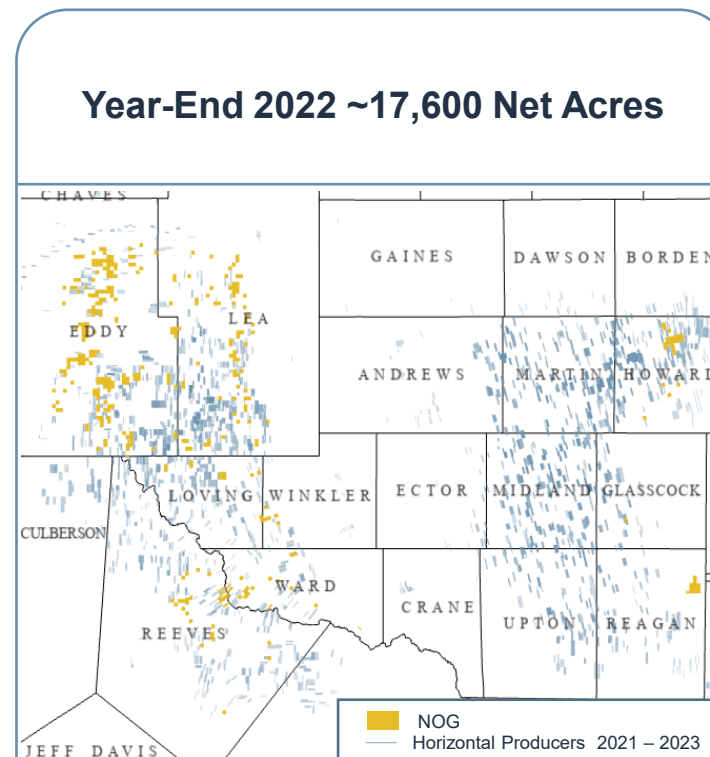 Year-End 2022 ~17,600 Net Acres
CHAVES
GAINES DAWSON BORDEN
LEA
EDDY
ANDREWS MARTIN HOWARD
LOVING WINKLER ECTOR MIDLAND GLASSCOCK
CULBERSON
WARD
CRANE
REEVES UPTON REAGAN
NOG
Horizontal Producers 2021 – 2023
JEFF DAVIS